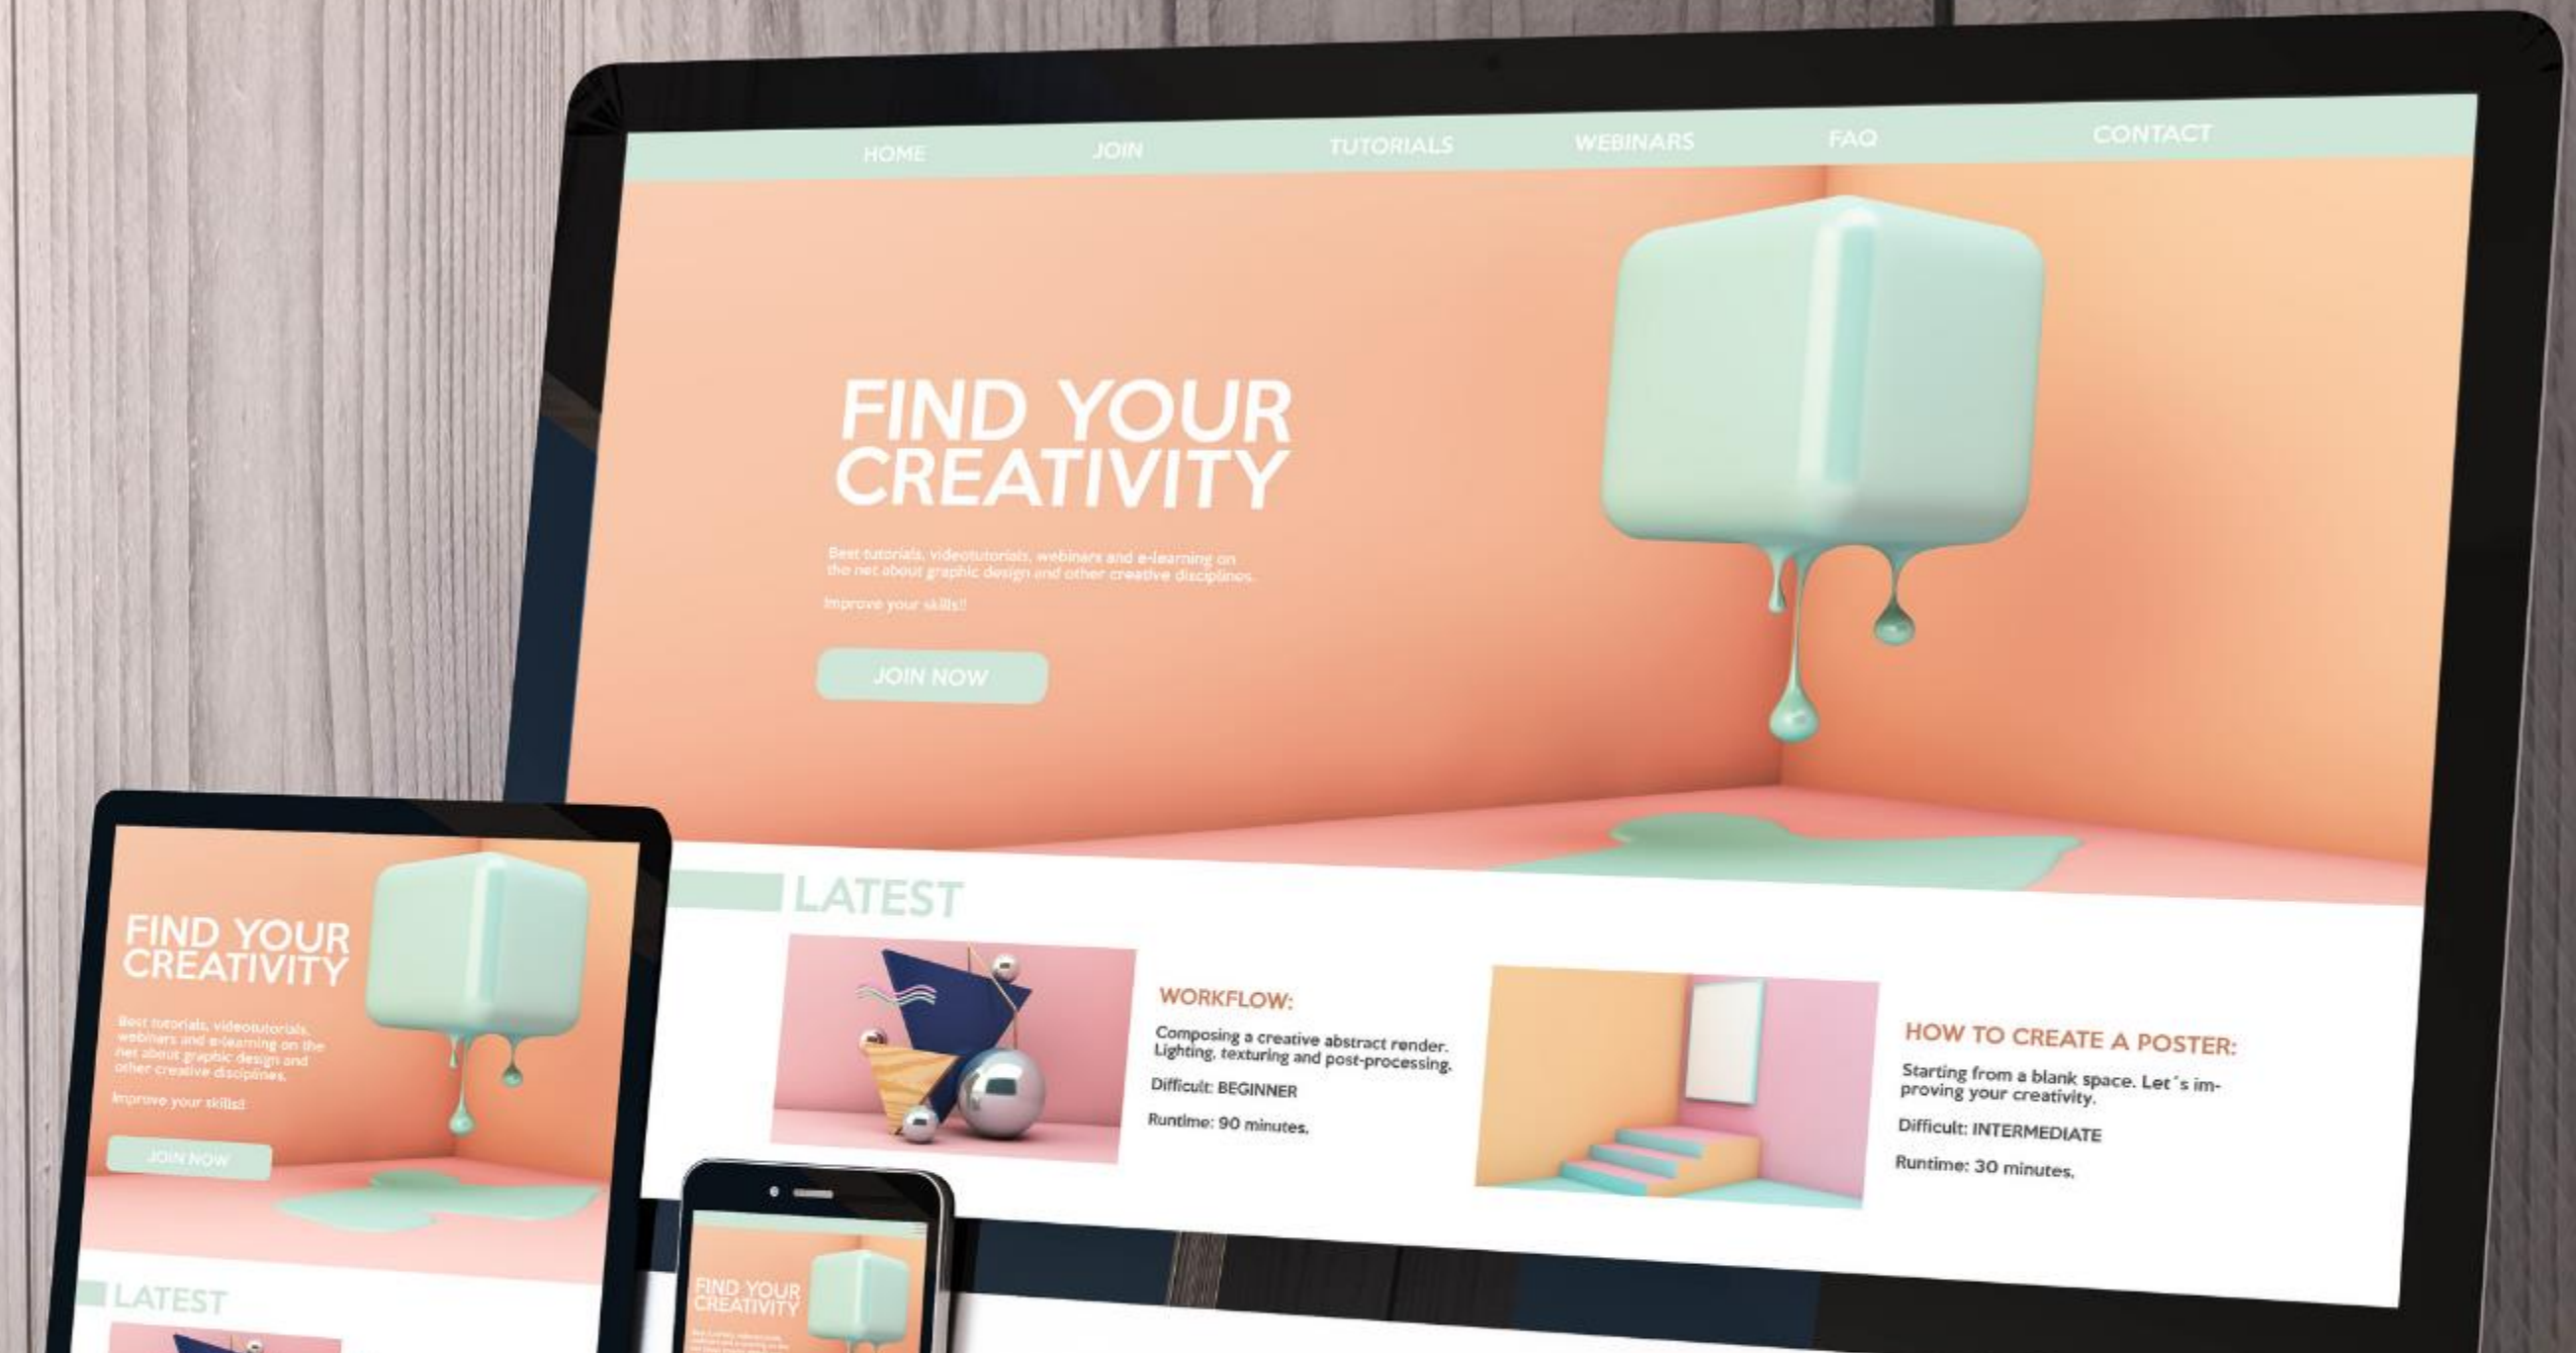 HOME JOIN TUTORIALS WEBINARS FAQ CONTACT
FIND YOUR
CREATIVITY
Best tutorials, videotutorials, webinars and e-learning on
the net about graphic design and other creative disciplines.
Improve your skills!!
JOIN NOW
LATEST
WORKFLOW:
Composing a creative abstract render.
Lighting, texturing and post-processing.
Difficult: BEGINNER
Runtime: 90 minutes.
HOW TO CREATE A POSTER:
Starting from a blank space. Let´s im-
proving your creativity.
Difficult: INTERMEDIATE
Runtime: 30 minutes.
FIND YOUR
CREATIVITY
Best tutorials, videotutorials,
webinars and e-learning on the
net about graphic design and
other creative disciplines.
Improve your skills!!
JOIN NOW
LATEST
FIND YOUR
CREATIVITY